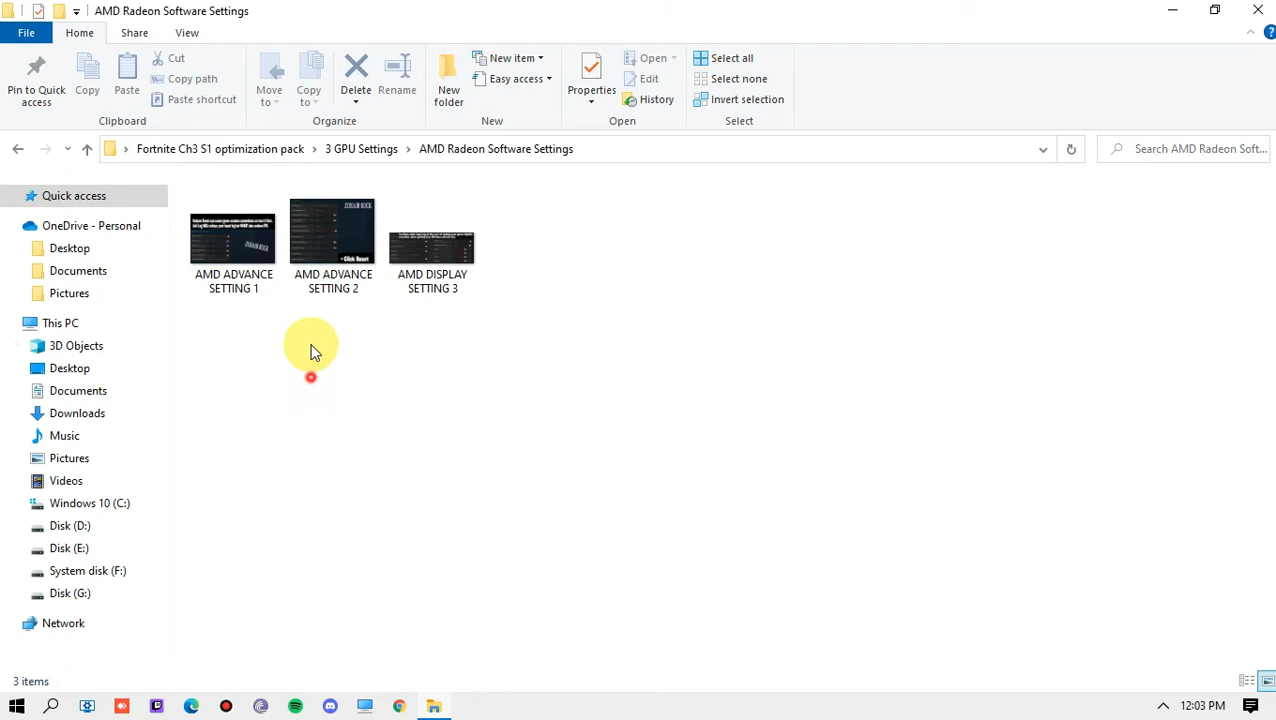 AMD Radeon Software Settings
File
Home
Share
View
Pin to Quick access
Copy
Paste
Cut
Copy path
Paste shortcut
Clipboard
Move to
Copy to
Delete
Rename
Organize
New folder
New item
Easy access
New
Properties
Open
Edit
History
Open
Select all
Select none
Invert selection
Select
Fortnite Ch3 S1 optimization pack
3 GPU Settings
AMD Radeon Software Settings
Search AMD Radeon Soft...
Quick access
OneDrive - Personal
Desktop
Documents
Pictures
This PC
3D Objects
Desktop
Documents
Downloads
Music
Pictures
Videos
Windows 10 (C:)
Disk (D:)
Disk (E:)
System disk (F:)
Disk (G:)
Network
Click Reset
AMD ADVANCE
SETTING 1
AMD ADVANCE
SETTING 2
AMD DISPLAY
SETTING 3
3 items
12:03 PM